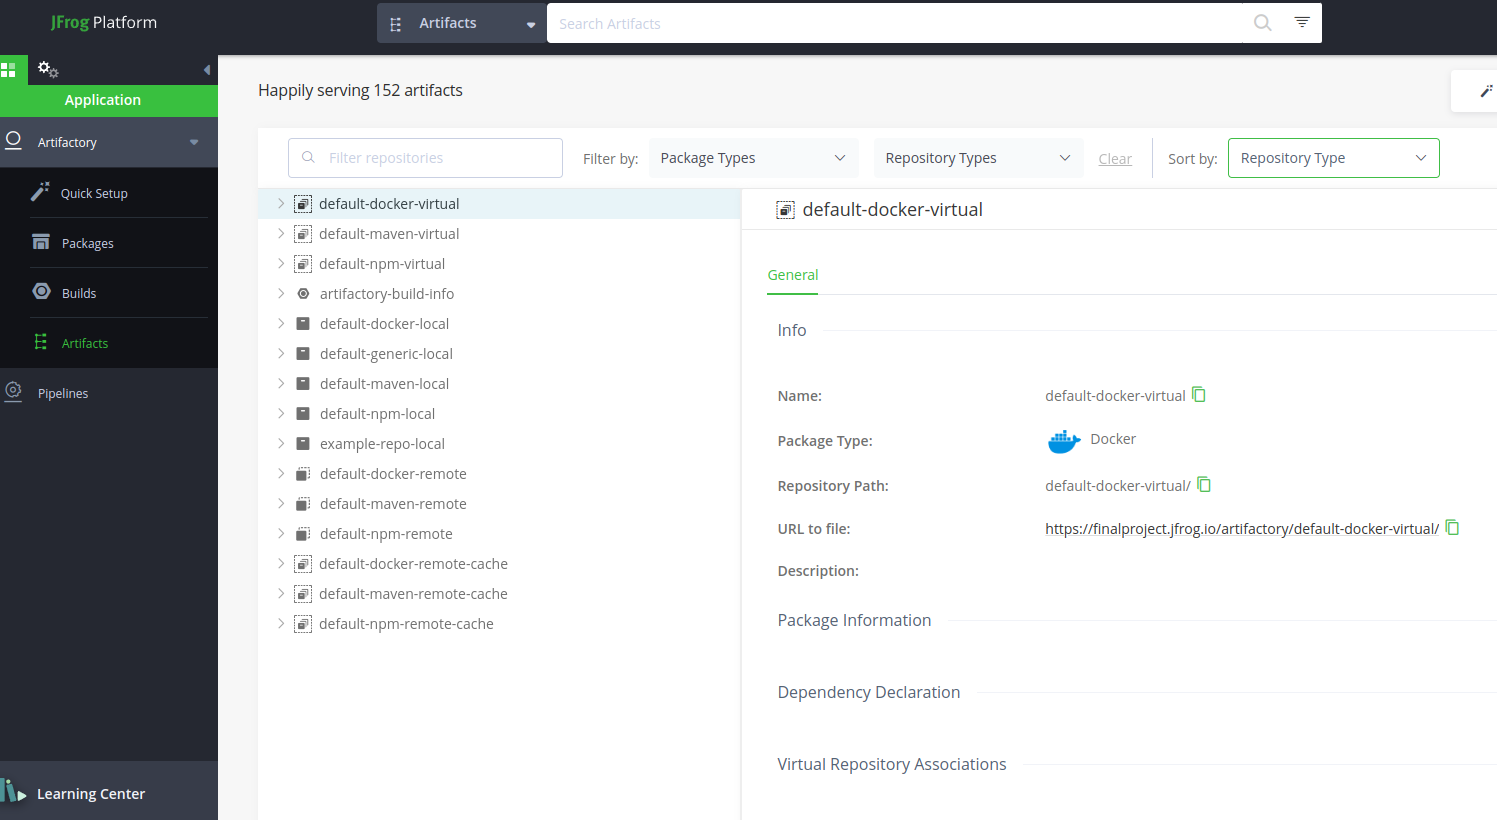 JFrog Platform
Artifacts
Search Artifacts
Application
Artifactory
Quick Setup
Packages
Builds
Artifacts
Pipelines
Learning Center
Happily serving 152 artifacts
Filter repositories
Filter by:
Package Types
Repository Types
Clear
Sort by:
Repository Type
default-docker-virtual
default-maven-virtual
default-npm-virtual
artifactory-build-info
default-docker-local
default-generic-local
default-maven-local
default-npm-local
example-repo-local
default-docker-remote
default-maven-remote
default-npm-remote
default-docker-remote-cache
default-maven-remote-cache
default-npm-remote-cache
default-docker-virtual
General
Info
Name: default-docker-virtual
Package Type: Docker
Repository Path: default-docker-virtual/
URL to file: https://finalproject.jfrog.io/artifactory/default-docker-virtual/
Description:
Package Information
Dependency Declaration
Virtual Repository Associations